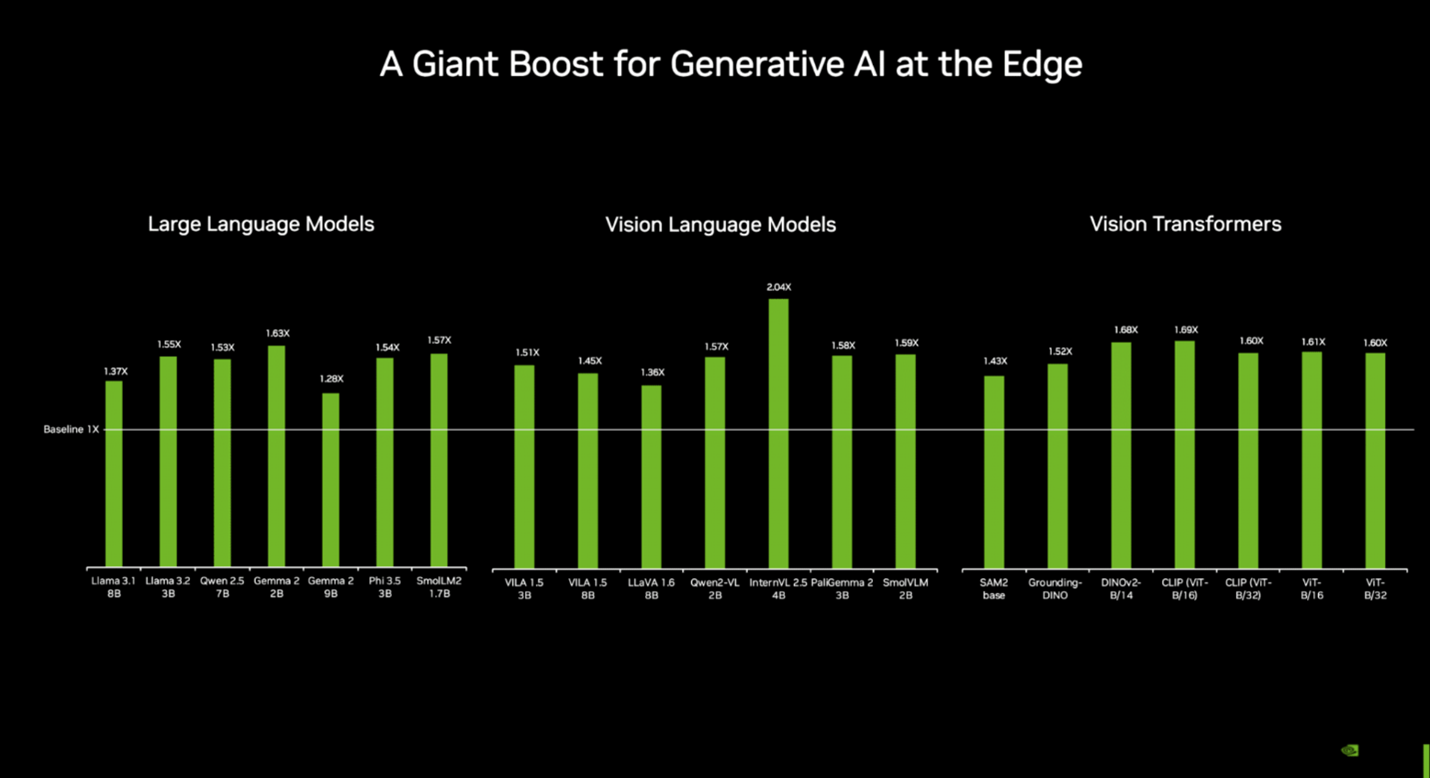 A Giant Boost for Generative AI at the Edge
Large Language Models
1.37X
1.55X
1.53X
1.63X
1.28X
1.54X
1.57X
Baseline 1X
Llama 3.1
8B
Llama 3.2
3B
Qwen 2.5
7B
Gemma 2
2B
Gemma 2
9B
Phi 3.5
3B
SmolLM2
1.7B
Vision Language Models
1.51X
1.45X
1.36X
1.57X
2.04X
1.58X
1.59X
VILA 1.5
3B
VILA 1.5
8B
LLaVA 1.6
8B
Qwen2-VL
2B
InternVL 2.5
4B
PaliGemma 2
3B
SmolVLM
2B
Vision Transformers
1.43X
1.52X
1.68X
1.69X
1.60X
1.61X
1.60X
SAM2
base
Grounding-
DINO
DINOv2-
B/14
CLIP (ViT-
B/16)
CLIP (ViT-
B/32)
ViT-
B/16
ViT-
B/32